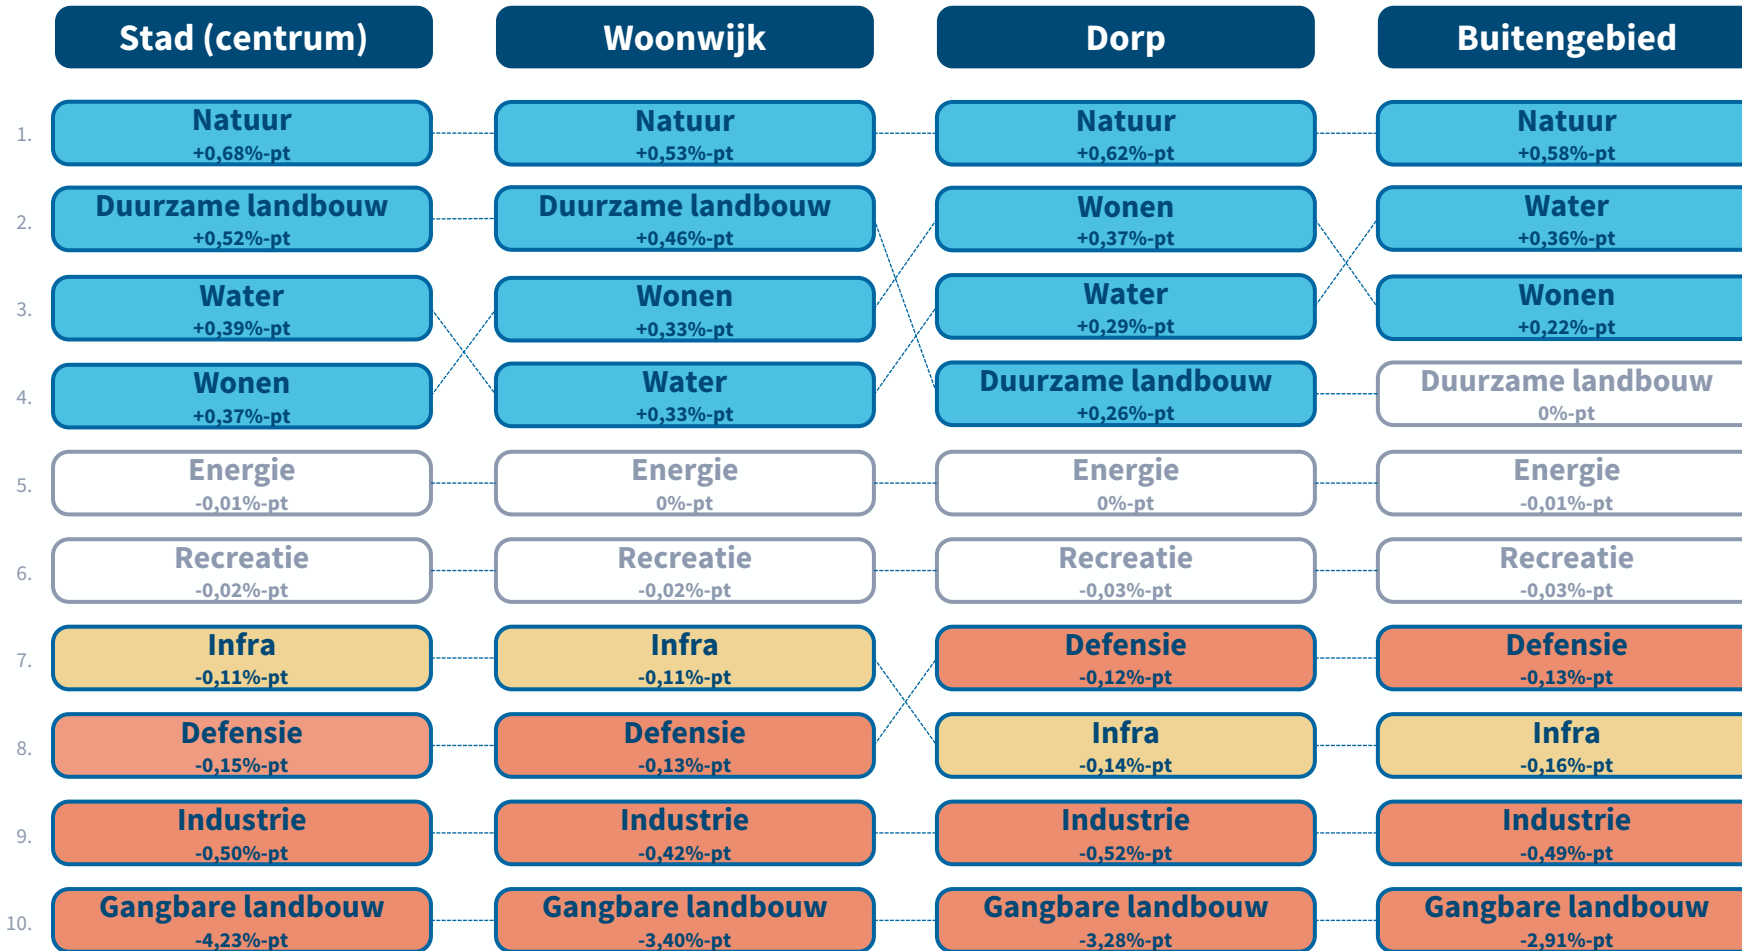 Stad (centrum) Woonwijk Dorp Buitengebied
1. Natuur Natuur Natuur Natuur
+0,68%-pt +0,53%-pt +0,62%-pt +0,58%-pt
2. Duurzame landbouw Duurzame landbouw Wonen Water
+0,52%-pt +0,46%-pt +0,37%-pt +0,36%-pt
3. Water Wonen Water Wonen
+0,39%-pt +0,33%-pt +0,29%-pt +0,22%-pt
4. Wonen Water Duurzame landbouw Duurzame landbouw
+0,37%-pt +0,33%-pt +0,26%-pt 0%-pt
5. Energie Energie Energie Energie
-0,01%-pt 0%-pt 0%-pt -0,01%-pt
6. Recreatie Recreatie Recreatie Recreatie
-0,02%-pt -0,02%-pt -0,03%-pt -0,03%-pt
7. Infra Infra Defensie Defensie
-0,11%-pt -0,11%-pt -0,12%-pt -0,13%-pt
8. Defensie Defensie Infra Infra
-0,15%-pt -0,13%-pt -0,14%-pt -0,16%-pt
9. Industrie Industrie Industrie Industrie
-0,50%-pt -0,42%-pt -0,52%-pt -0,49%-pt
10. Gangbare landbouw Gangbare landbouw Gangbare landbouw Gangbare landbouw
-4,23%-pt -3,40%-pt -3,28%-pt -2,91%-pt